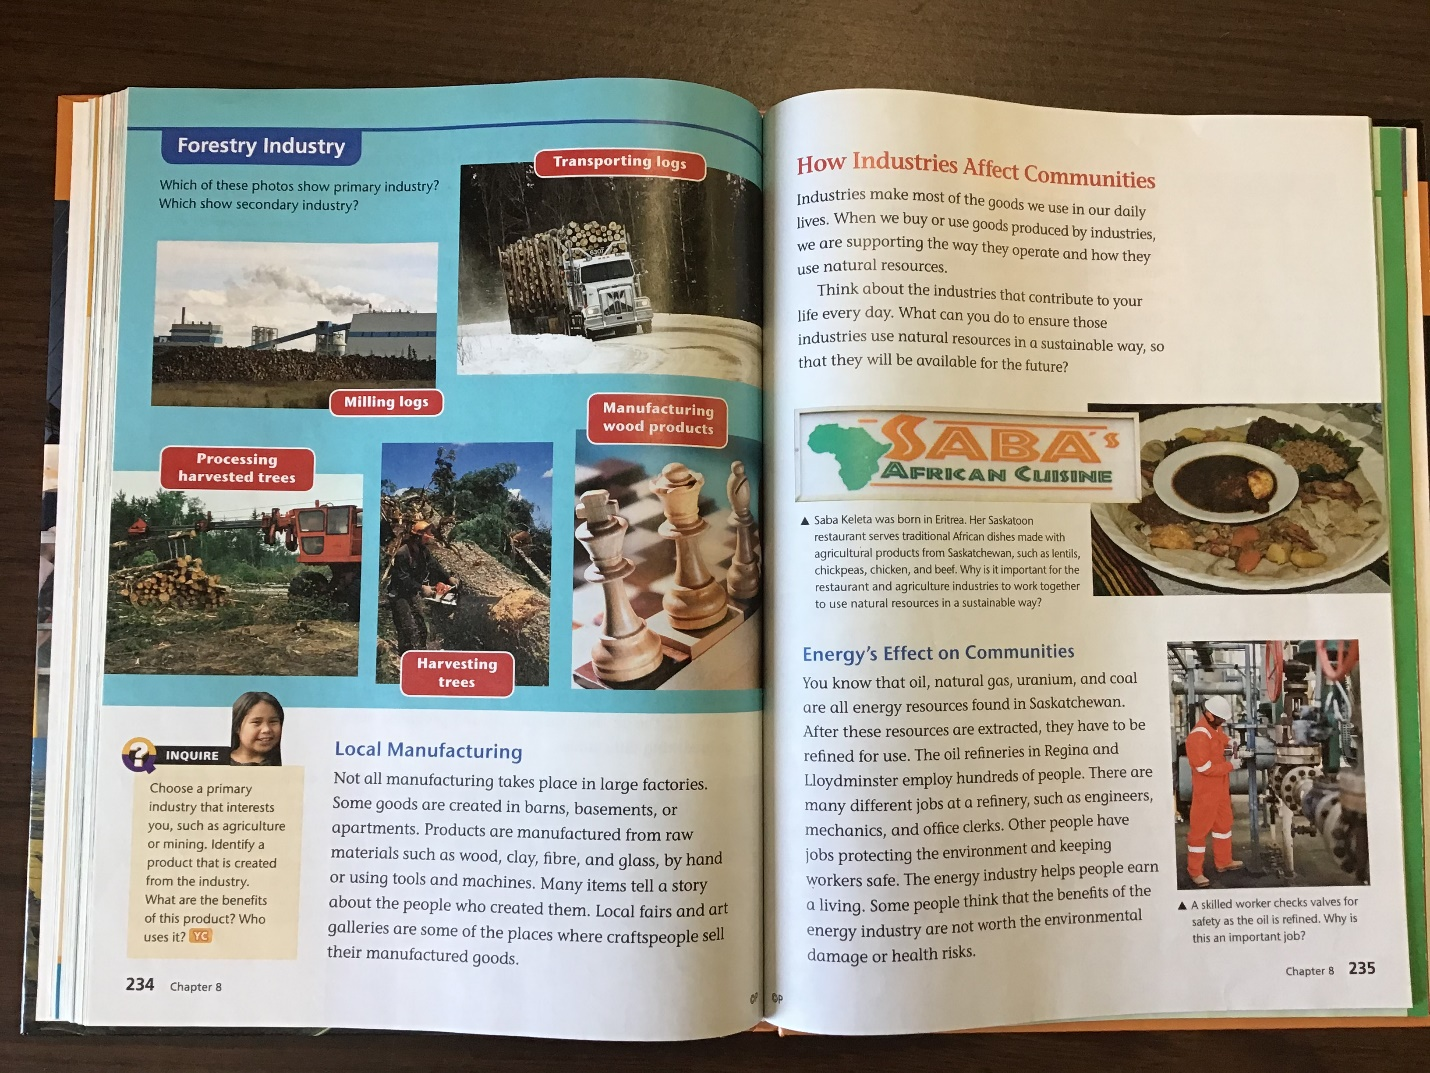 Forestry Industry
Which of these photos show primary industry?
Which show secondary industry?
Transporting logs
Milling logs
Manufacturing
wood products
Processing
harvested trees
Harvesting
trees
?
INQUIRE
Choose a primary
industry that interests
you, such as agriculture
or mining. Identify a
product that is created
from the industry.
What are the benefits
of this product? Who
uses it? YC
Local Manufacturing
Not all manufacturing takes place in large factories.
Some goods are created in barns, basements, or
apartments. Products are manufactured from raw
materials such as wood, clay, fibre, and glass, by hand
or using tools and machines. Many items tell a story
about the people who created them. Local fairs and art
galleries are some of the places where craftspeople sell
their manufactured goods.
234 Chapter 8
How Industries Affect Communities
Industries make most of the goods we use in our daily
lives. When we buy or use goods produced by industries,
we are supporting the way they operate and how they
use natural resources.
Think about the industries that contribute to your
life every day. What can you do to ensure those
industries use natural resources in a sustainable way, so
that they will be available for the future?
SABA's
AFRICAN CUISINE
▲ Saba Keleta was born in Eritrea. Her Saskatoon
restaurant serves traditional African dishes made with
agricultural products from Saskatchewan, such as lentils,
chickpeas, chicken, and beef. Why is it important for the
restaurant and agriculture industries to work together
to use natural resources in a sustainable way?
Energy's Effect on Communities
You know that oil, natural gas, uranium, and coal
are all energy resources found in Saskatchewan.
After these resources are extracted, they have to be
refined for use. The oil refineries in Regina and
Lloydminster employ hundreds of people. There are
many different jobs at a refinery, such as engineers,
mechanics, and office clerks. Other people have
jobs protecting the environment and keeping
workers safe. The energy industry helps people earn
a living. Some people think that the benefits of the
energy industry are not worth the environmental
damage or health risks.
▲ A skilled worker checks valves for
safety as the oil is refined. Why is
this an important job?
Chapter 8 235